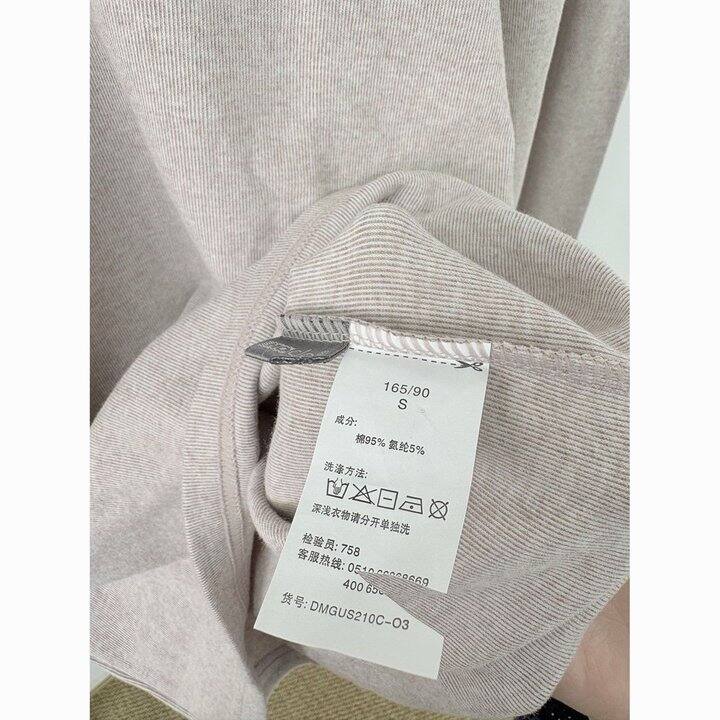 165/90
S
成分:
棉95% 氨纶5%
洗涤方法:
深浅衣物请分开单独洗
检验员: 758
客服热线:
货号: DMGUS210C-03